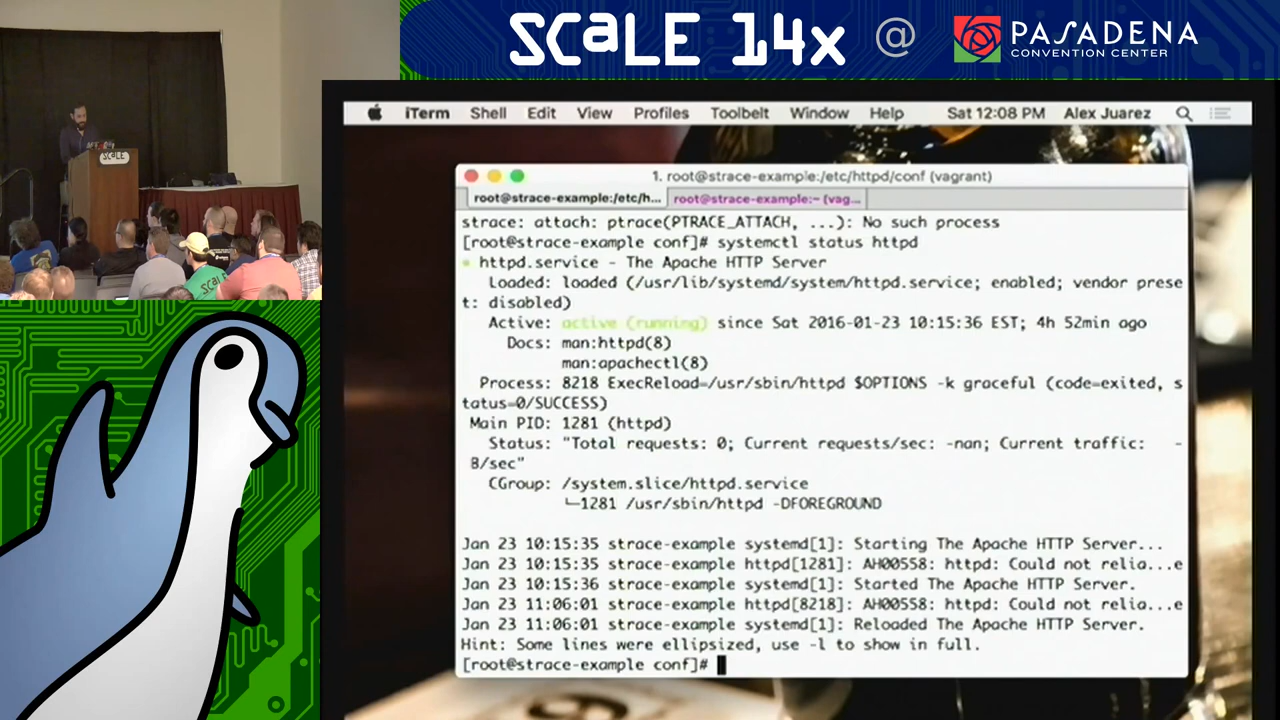 SCALE 14x @ PASADENA
CONVENTION CENTER
iTerm Shell Edit View Profiles Toolbelt Window Help Sat 12:08 PM Alex Juarez
1. root@strace-example:/etc/httpd/conf (vagrant)
root@strace-example:/etc/h... root@strace-example:~ (vag...
strace: attach: ptrace(PTRACE_ATTACH, ...): No such process
[root@strace-example conf]# systemctl status httpd
● httpd.service - The Apache HTTP Server
Loaded: loaded (/usr/lib/systemd/system/httpd.service; enabled; vendor prese
t: disabled)
Active: active (running) since Sat 2016-01-23 10:15:36 EST; 4h 52min ago
Docs: man:httpd(8)
man:apachectl(8)
Process: 8218 ExecReload=/usr/sbin/httpd $OPTIONS -k graceful (code=exited, s
tatus=0/SUCCESS)
Main PID: 1281 (httpd)
Status: "Total requests: 0; Current requests/sec: -nan; Current traffic: -
B/sec"
CGroup: /system.slice/httpd.service
└─1281 /usr/sbin/httpd -DFOREGROUND
Jan 23 10:15:35 strace-example systemd[1]: Starting The Apache HTTP Server...
Jan 23 10:15:35 strace-example httpd[1281]: AH00558: httpd: Could not relia...e
Jan 23 10:15:36 strace-example systemd[1]: Started The Apache HTTP Server.
Jan 23 11:06:01 strace-example httpd[8218]: AH00558: httpd: Could not relia...e
Jan 23 11:06:01 strace-example systemd[1]: Reloaded The Apache HTTP Server.
Hint: Some lines were ellipsized, use -l to show in full.
[root@strace-example conf]#
SCALE